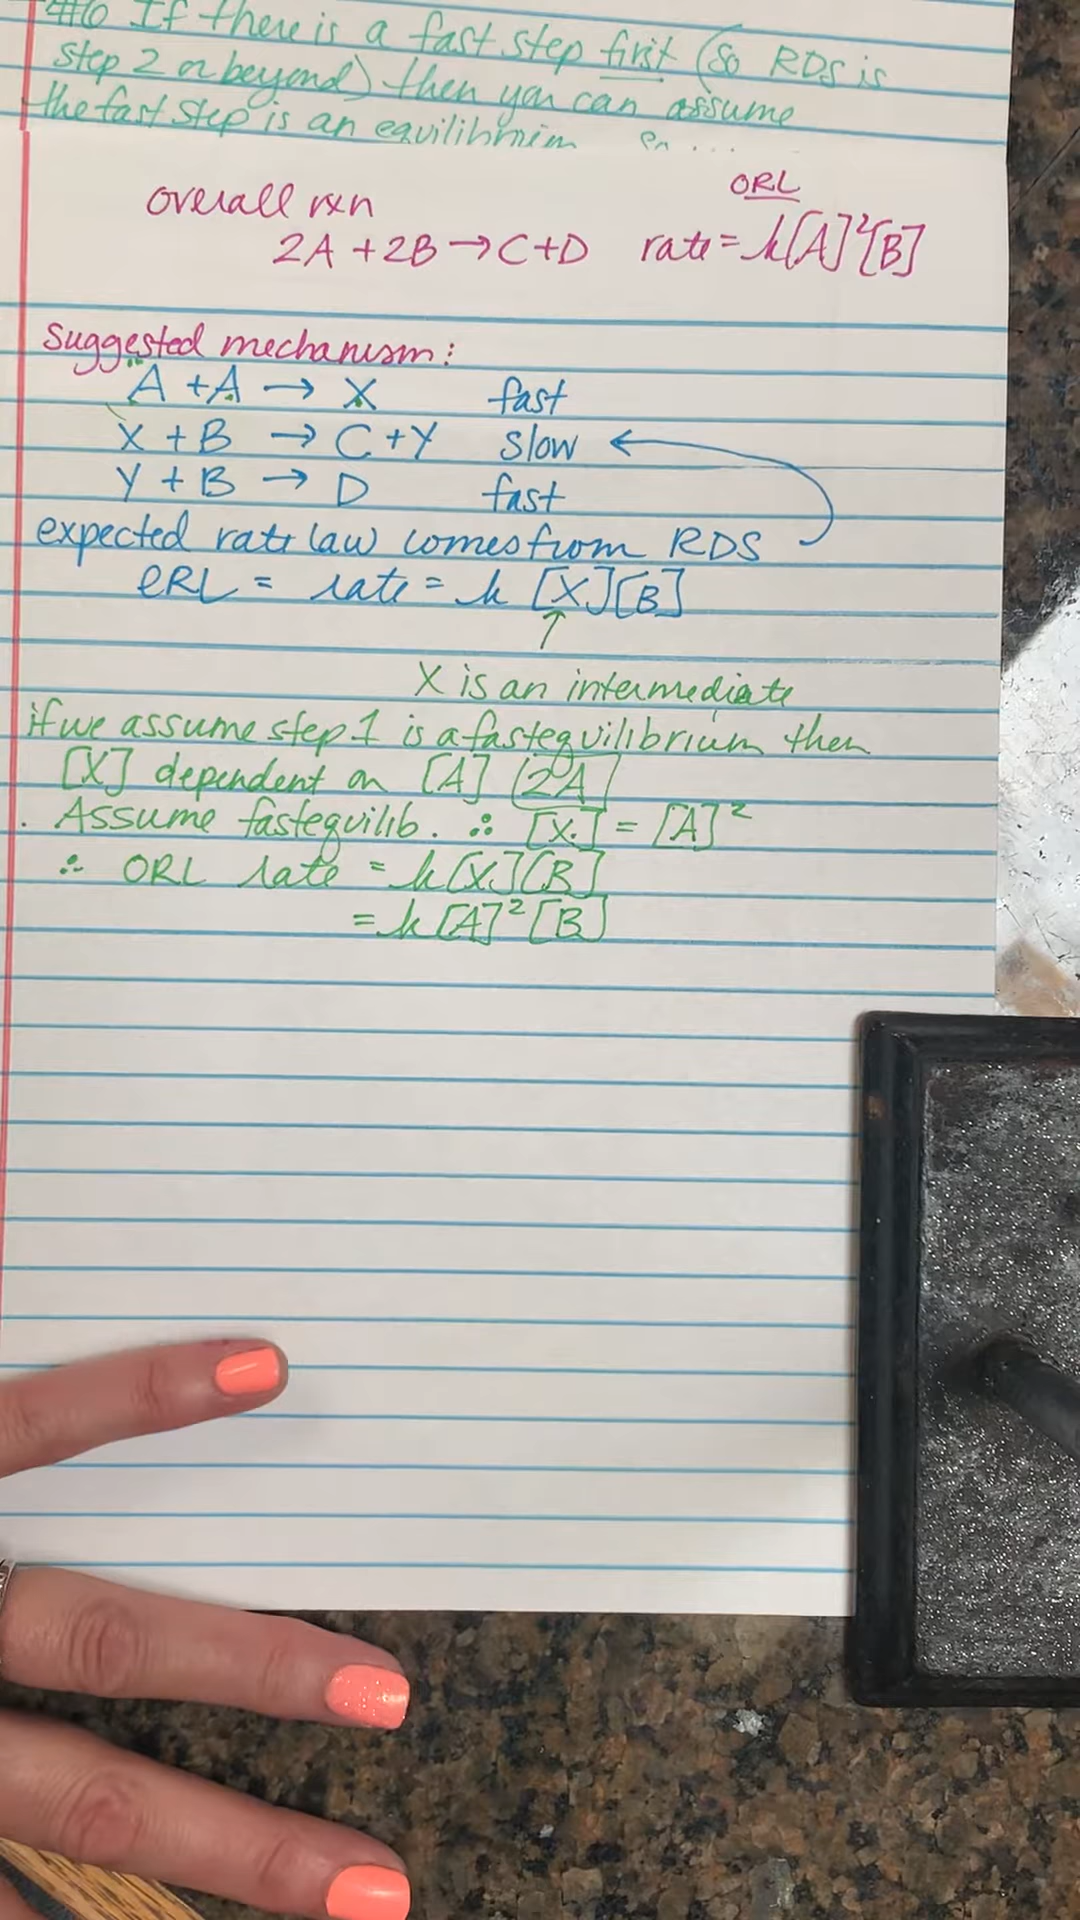 #6 If there is a fast step first (so RDS is
step 2 or beyond) then you can assume
the fast step is an equilibrium
ORL
overall rxn
2A + 2B → C + D rate = k[A]²[B]
Suggested mechanism:
A + A → X fast
X + B → C + Y slow
Y + B → D fast
expected rate law comes from RDS
eRL = rate = k [X][B]
↑
X is an intermediate
if we assume step 1 is a fast equilibrium then
[X] dependent on [A] (2A)
Assume fast equilib. ∴ [X] = [A]²
∴ ORL rate = k[X][B]
= k[A]²[B]